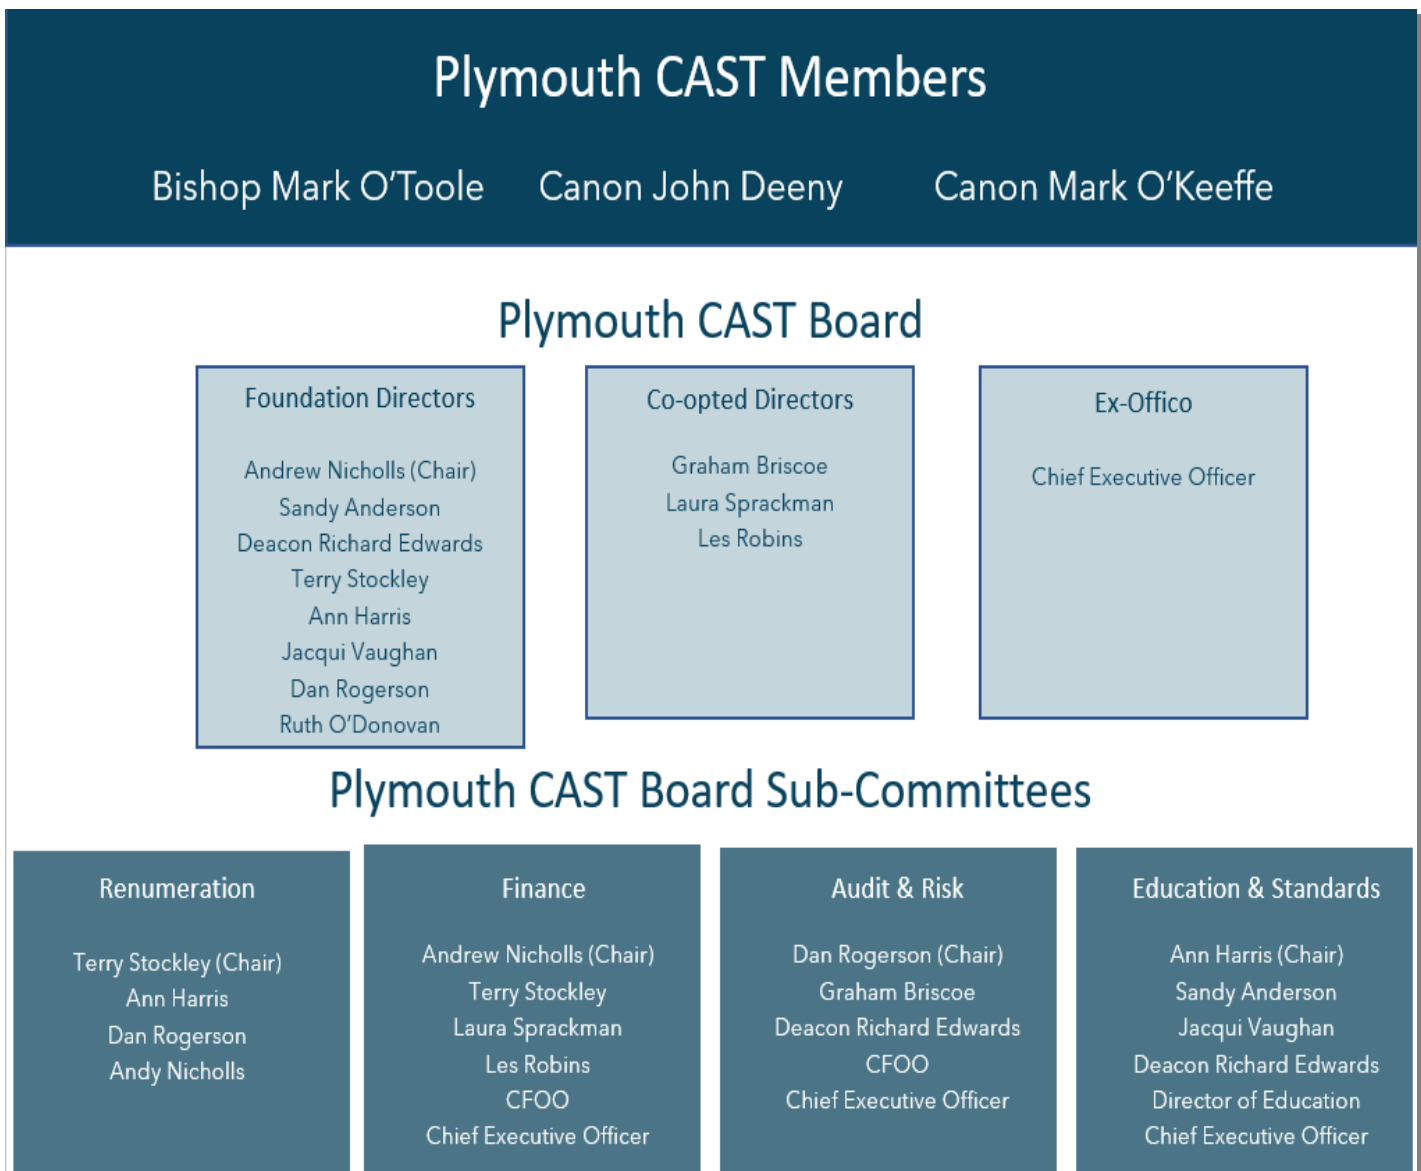 Plymouth CAST Members
Bishop Mark O'Toole Canon John Deeny Canon Mark O'Keeffe
Plymouth CAST Board
Foundation Directors
Andrew Nicholls (Chair)
Sandy Anderson
Deacon Richard Edwards
Terry Stockley
Ann Harris
Jacqui Vaughan
Dan Rogerson
Ruth O'Donovan
Co-opted Directors
Graham Briscoe
Laura Sprackman
Les Robins
Ex-Offico
Chief Executive Officer
Plymouth CAST Board Sub-Committees
Renumeration
Terry Stockley (Chair)
Ann Harris
Dan Rogerson
Andy Nicholls
Finance
Andrew Nicholls (Chair)
Terry Stockley
Laura Sprackman
Les Robins
CFOO
Chief Executive Officer
Audit & Risk
Dan Rogerson (Chair)
Graham Briscoe
Deacon Richard Edwards
CFOO
Chief Executive Officer
Education & Standards
Ann Harris (Chair)
Sandy Anderson
Jacqui Vaughan
Deacon Richard Edwards
Director of Education
Chief Executive Officer